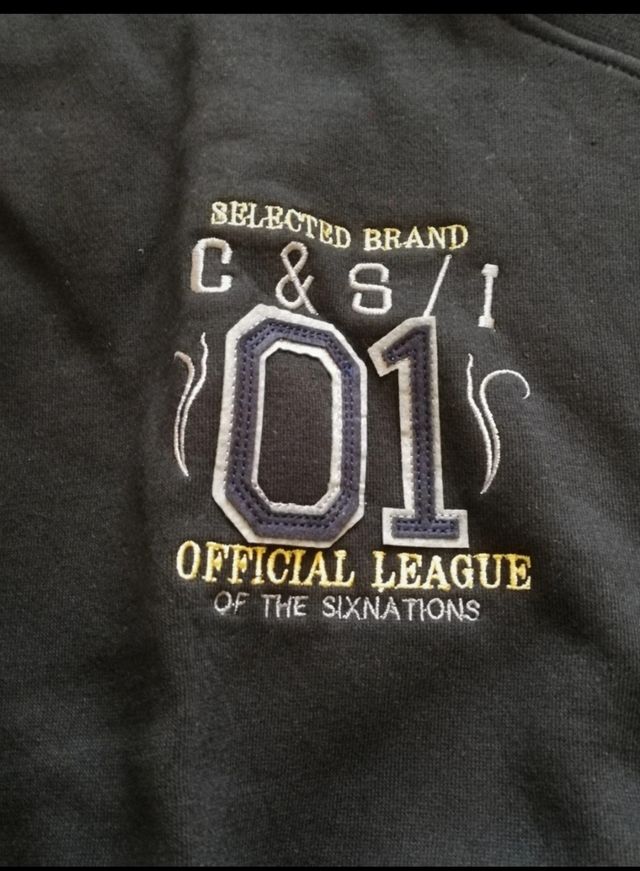 SELECTED BRAND
C & S / I
01
OFFICIAL LEAGUE
OF THE SIXNATIONS